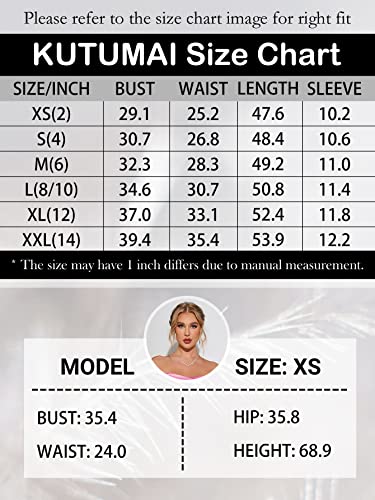 Please refer to the size chart image for right fit
KUTUMAI Size Chart
SIZE/INCH BUST WAIST LENGTH SLEEVE
XS(2) 29.1 25.2 47.6 10.2
S(4) 30.7 26.8 48.4 10.6
M(6) 32.3 28.3 49.2 11.0
L(8/10) 34.6 30.7 50.8 11.4
XL(12) 37.0 33.1 52.4 11.8
XXL(14) 39.4 35.4 53.9 12.2
* The size may have 1 inch differs due to manual measurement.
MODEL SIZE: XS
BUST: 35.4 HIP: 35.8
WAIST: 24.0 HEIGHT: 68.9